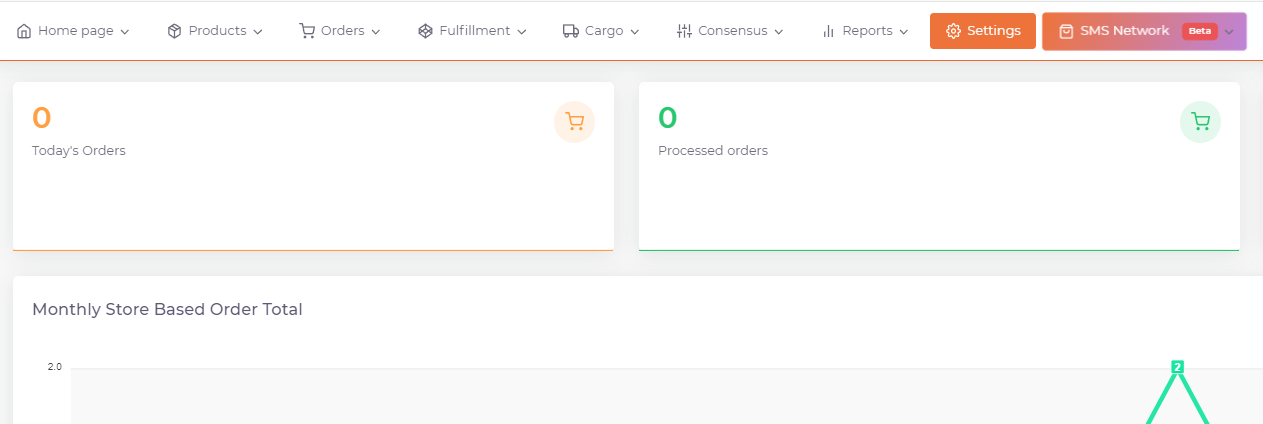 Home page Products Orders Fulfillment Cargo Consensus Reports Settings SMS Network Beta
0 0
Today's Orders Processed orders
Monthly Store Based Order Total
2.0 2